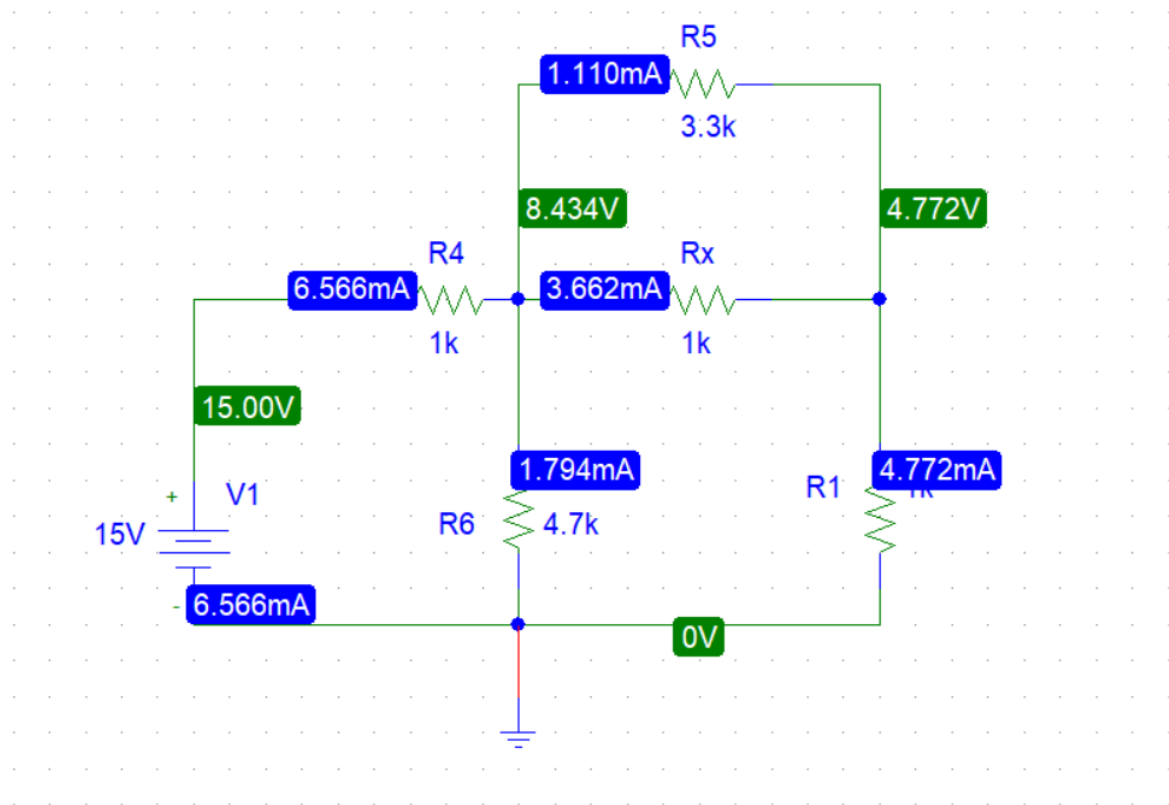 R5
1.110mA
3.3k
8.434V
4.772V
R4
Rx
6.566mA
3.662mA
1k
1k
15.00V
1.794mA
4.772mA
+
V1
R1
1k
15V
R6
4.7k
-
6.566mA
0V